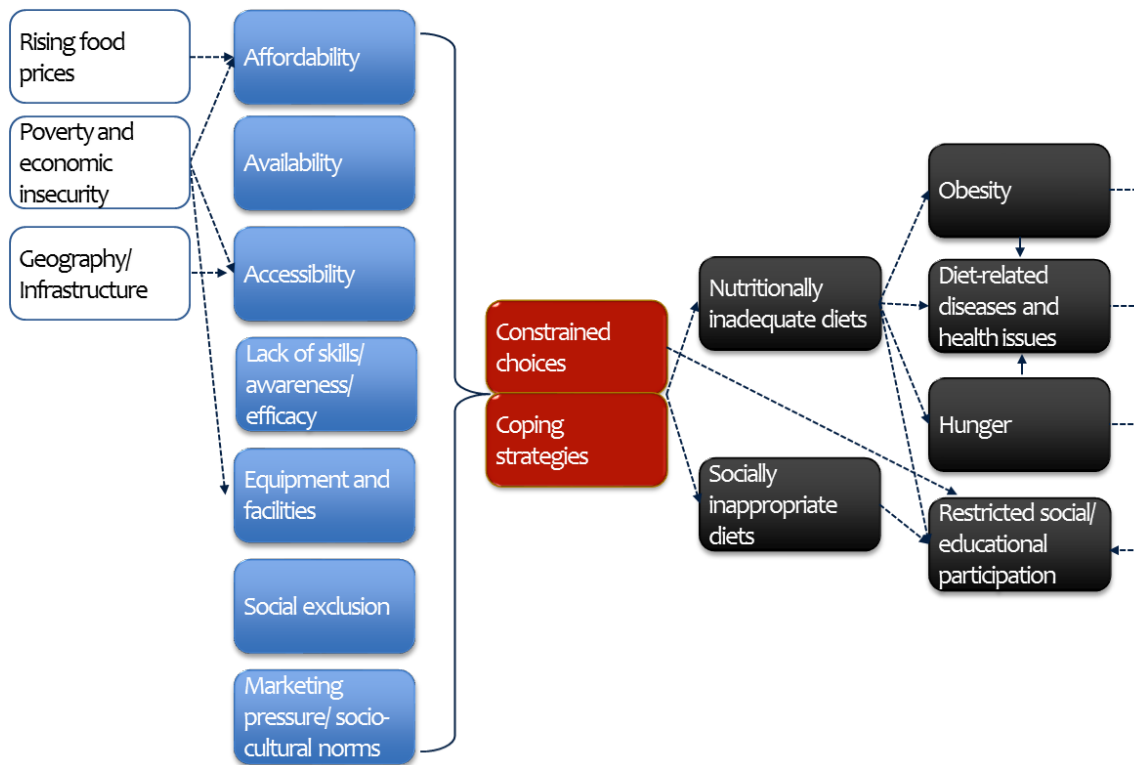 Rising food
prices
Poverty and
economic
insecurity
Geography/
Infrastructure
Affordability
Availability
Accessibility
Lack of skills/
awareness/
efficacy
Equipment and
facilities
Social exclusion
Marketing
pressure/ socio-
cultural norms
Constrained
choices
Coping
strategies
Nutritionally
inadequate diets
Socially
inappropriate
diets
Obesity
Diet-related
diseases and
health issues
Hunger
Restricted social/
educational
participation